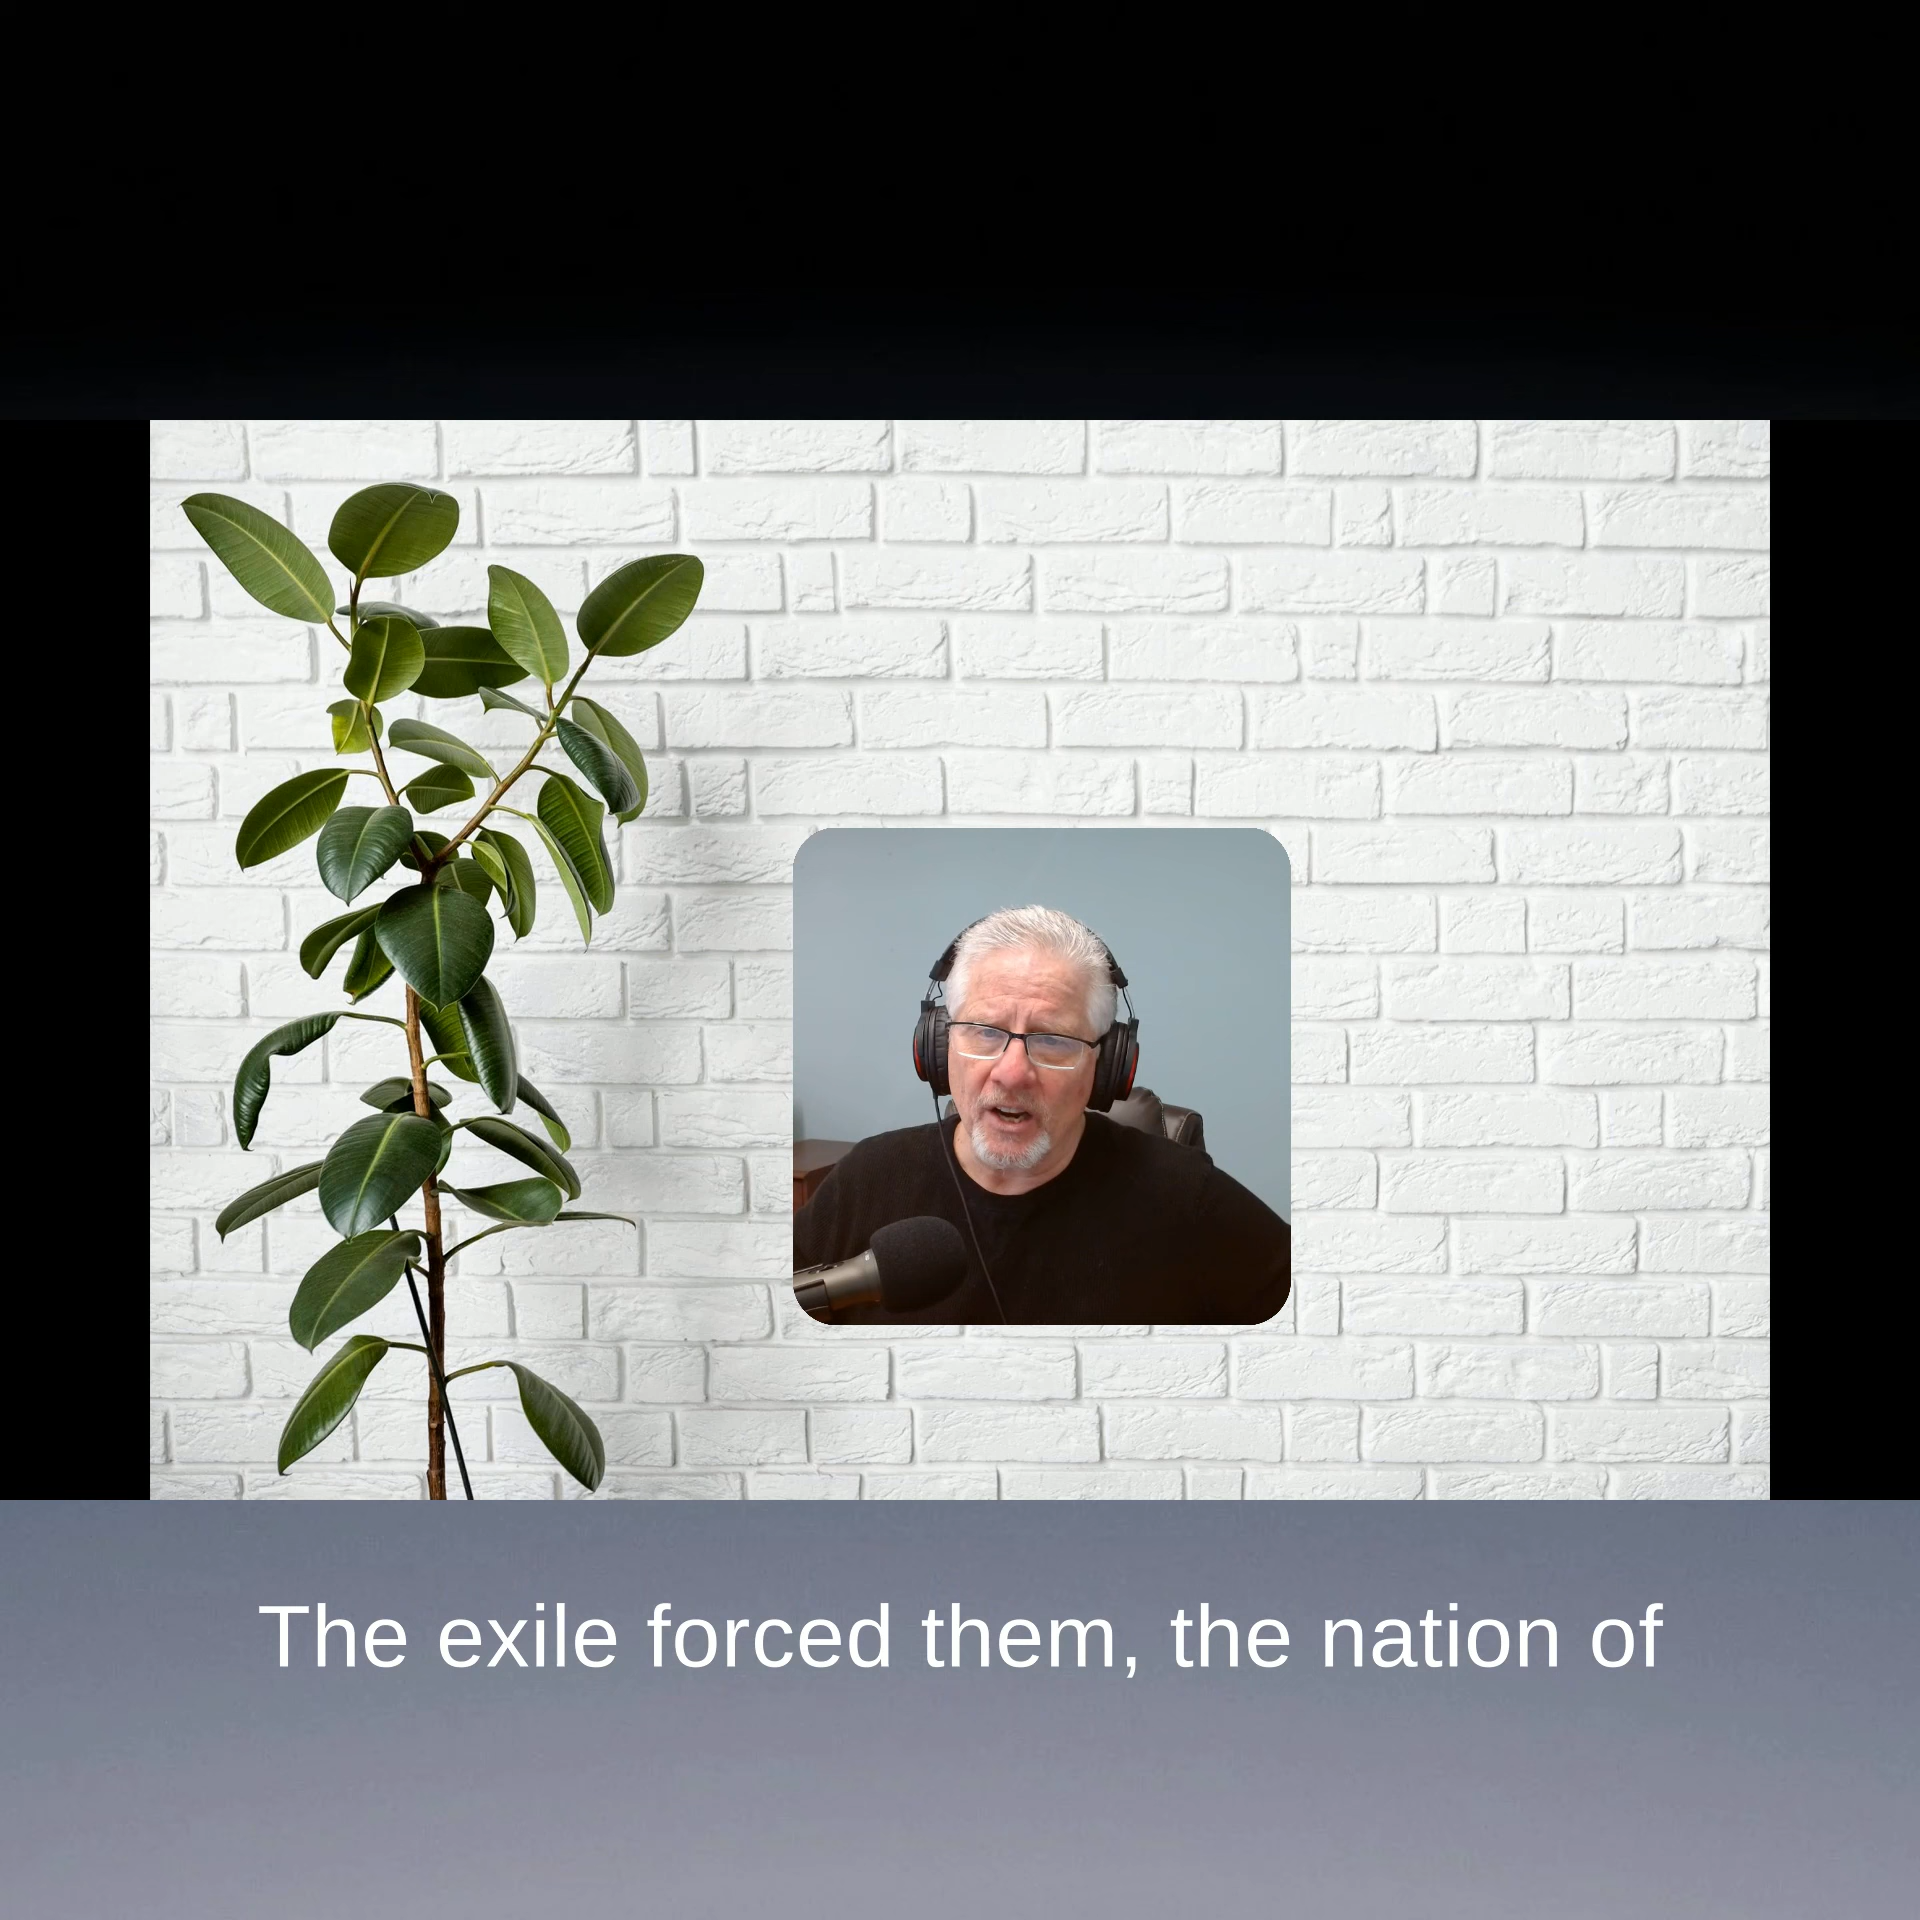 The exile forced them, the nation of